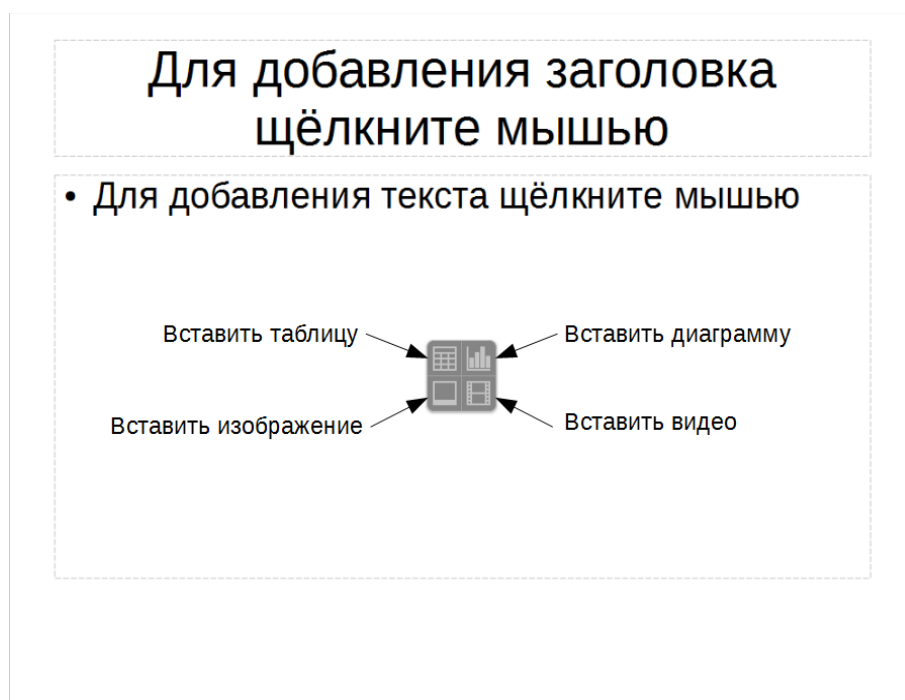 Для добавления заголовка
щёлкните мышью
• Для добавления текста щёлкните мышью
Вставить таблицу
Вставить диаграмму
Вставить изображение
Вставить видео